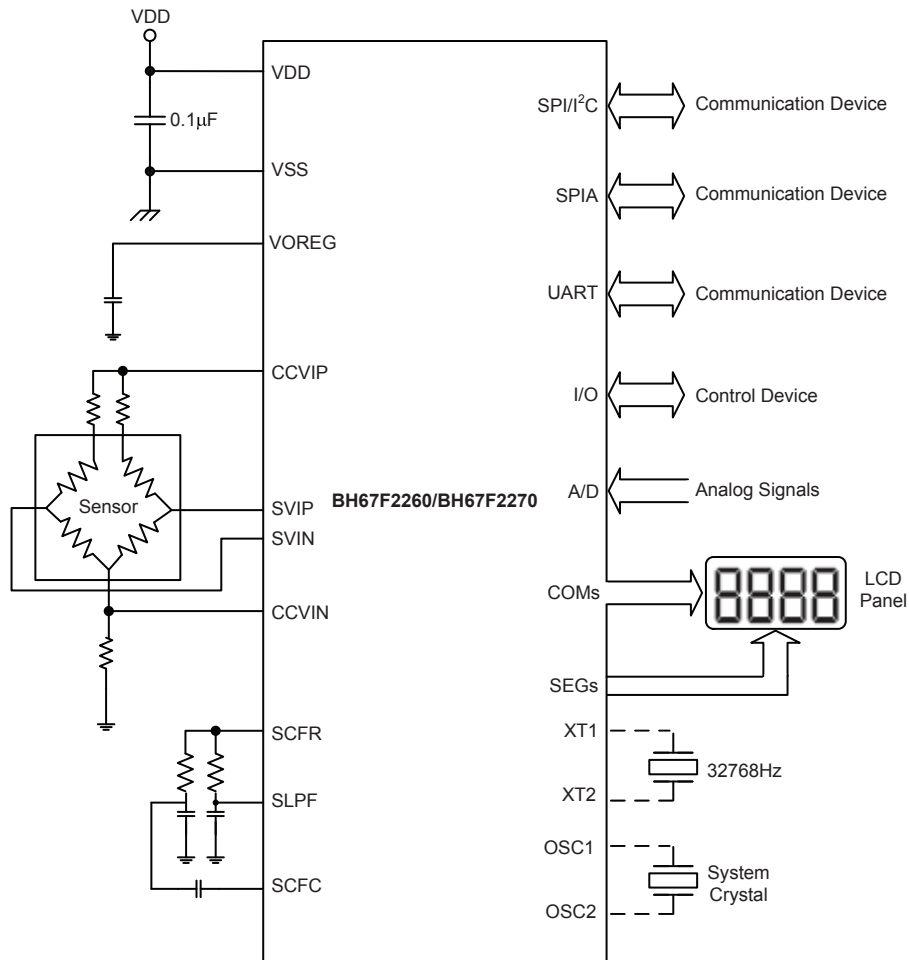 VDD
VDD
0.1µF
VSS
VOREG
CCVIP
Sensor
SVIP
SVIN
CCVIN
SCFR
SLPF
SCFC
BH67F2260/BH67F2270
SPI/I²C
Communication Device
SPIA
Communication Device
UART
Communication Device
I/O
Control Device
A/D
Analog Signals
COMs
8888
LCD
Panel
SEGs
XT1
32768Hz
XT2
OSC1
System
Crystal
OSC2